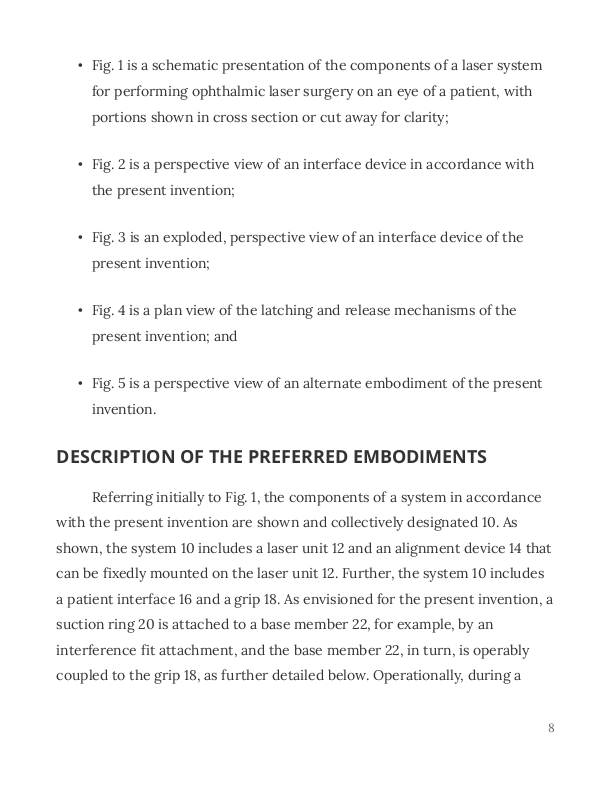 • Fig. 1 is a schematic presentation of the components of a laser system
for performing ophthalmic laser surgery on an eye of a patient, with
portions shown in cross section or cut away for clarity;
• Fig. 2 is a perspective view of an interface device in accordance with
the present invention;
• Fig. 3 is an exploded, perspective view of an interface device of the
present invention;
• Fig. 4 is a plan view of the latching and release mechanisms of the
present invention; and
• Fig. 5 is a perspective view of an alternate embodiment of the present
invention.
DESCRIPTION OF THE PREFERRED EMBODIMENTS
Referring initially to Fig. 1, the components of a system in accordance
with the present invention are shown and collectively designated 10. As
shown, the system 10 includes a laser unit 12 and an alignment device 14 that
can be fixedly mounted on the laser unit 12. Further, the system 10 includes
a patient interface 16 and a grip 18. As envisioned for the present invention, a
suction ring 20 is attached to a base member 22, for example, by an
interference fit attachment, and the base member 22, in turn, is operably
coupled to the grip 18, as further detailed below. Operationally, during a
8